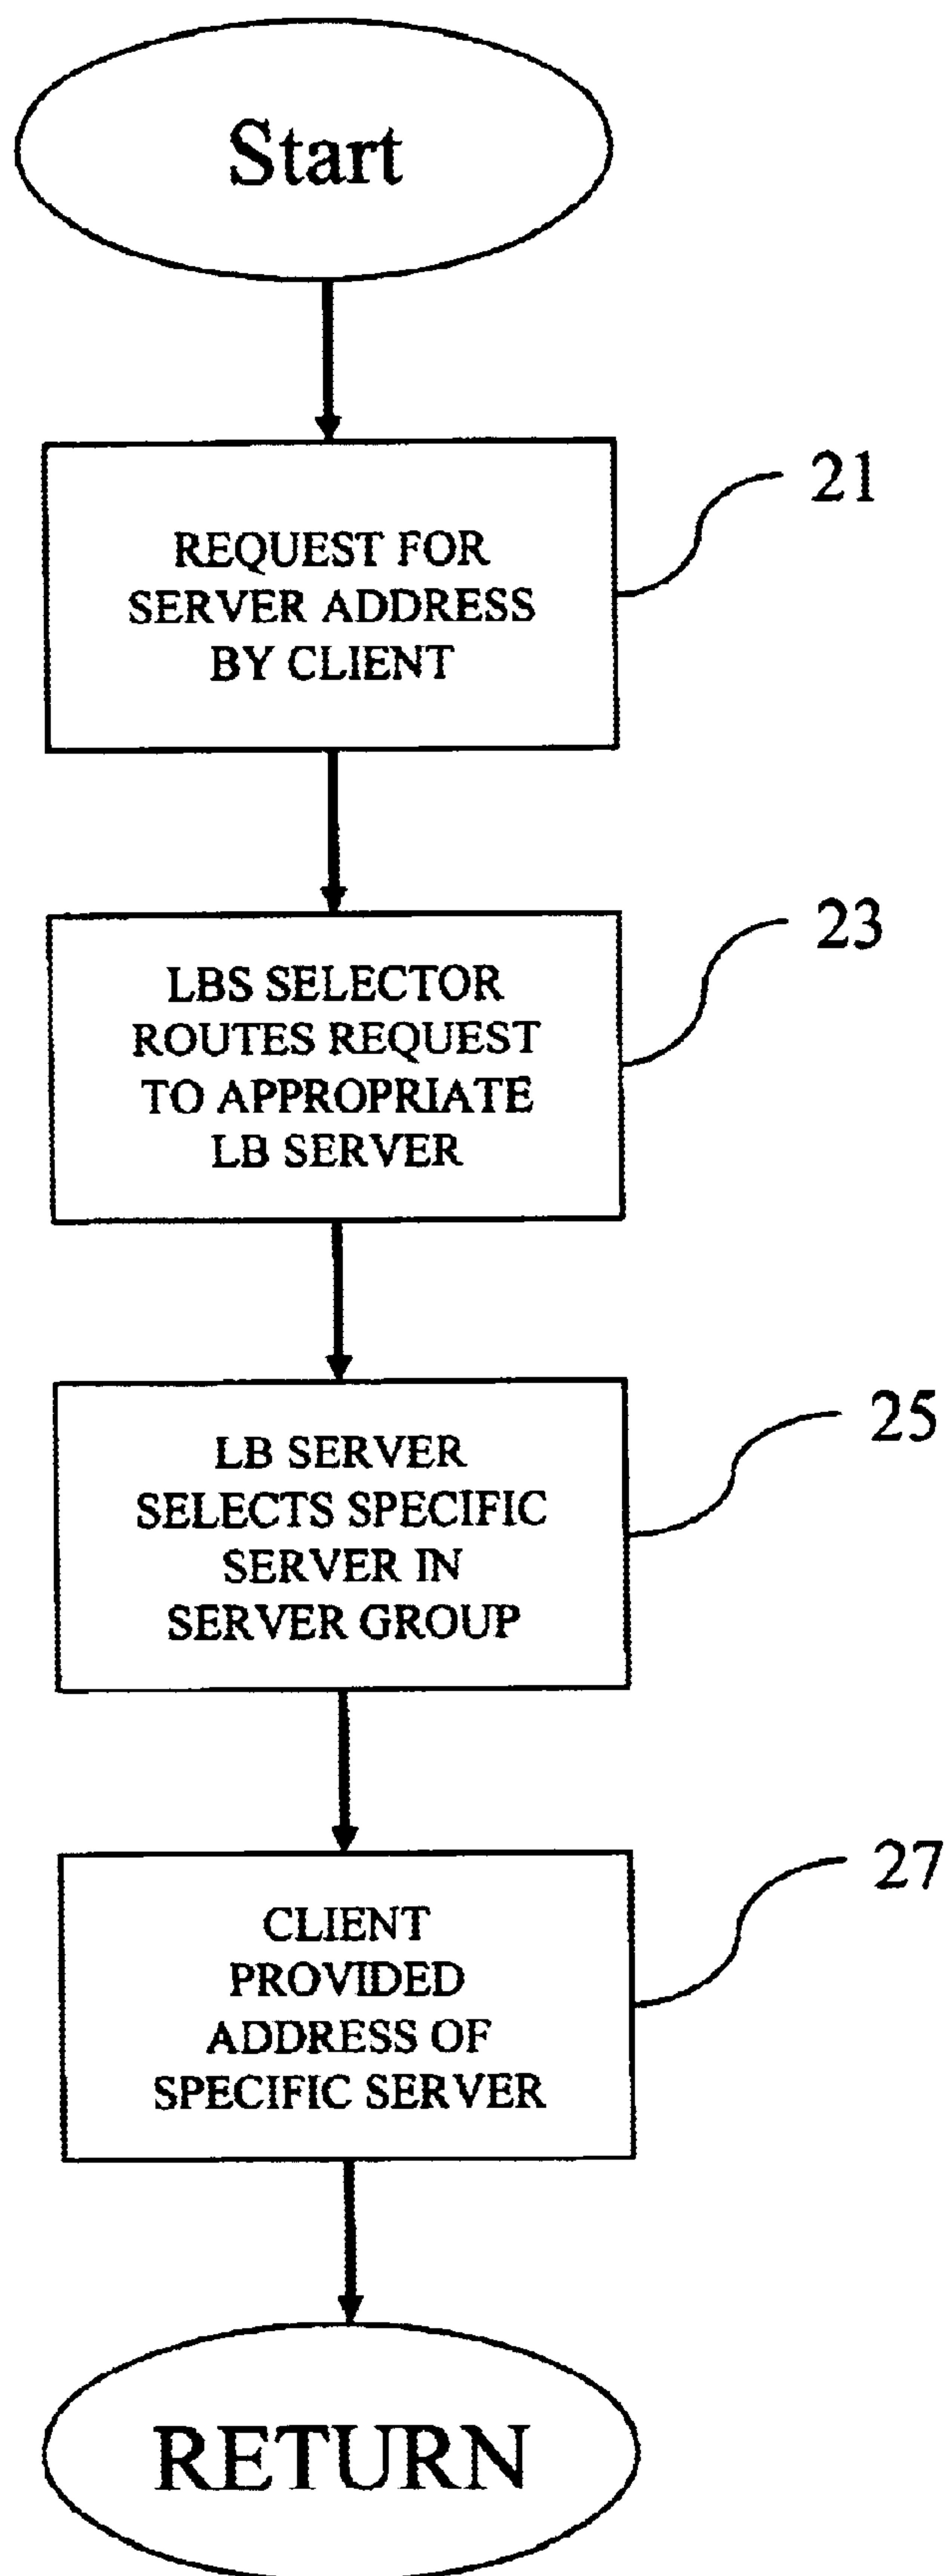 Start
21
REQUEST FOR
SERVER ADDRESS
BY CLIENT
23
LBS SELECTOR
ROUTES REQUEST
TO APPROPRIATE
LB SERVER
25
LB SERVER
SELECTS SPECIFIC
SERVER IN
SERVER GROUP
27
CLIENT
PROVIDED
ADDRESS OF
SPECIFIC SERVER
RETURN